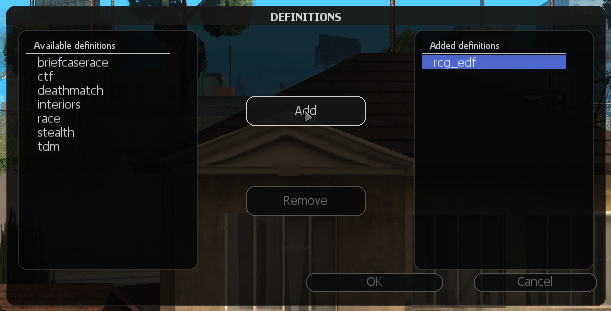 DEFINITIONS
Available definitions
briefcaserace
ctf
deathmatch
interiors
race
stealth
tdm
Add
Remove
Added definitions
rcg_edf
OK
Cancel